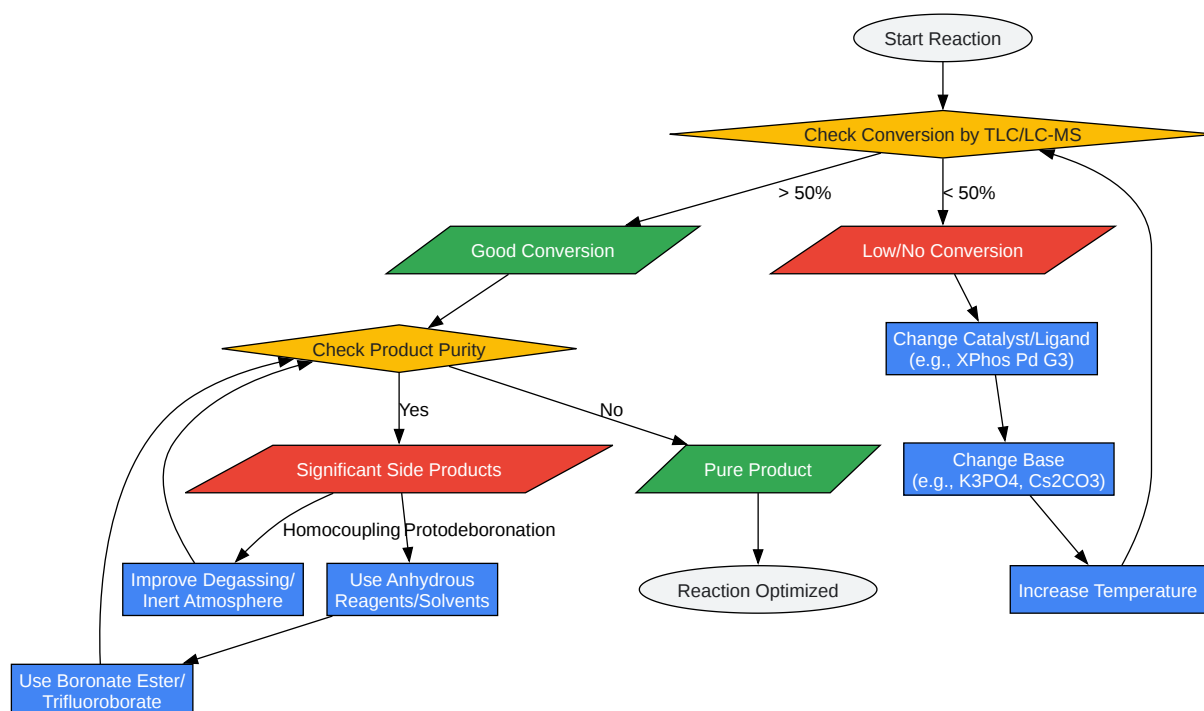 Start Reaction
Check Conversion by TLC/LC-MS
> 50%
< 50%
Good Conversion
Low/No Conversion
Change Catalyst/Ligand
(e.g., XPhos Pd G3)
Check Product Purity
Yes
No
Change Base
(e.g., K3PO4, Cs2CO3)
Significant Side Products
Pure Product
Homocoupling
Protodeboronation
Improve Degassing/
Inert Atmosphere
Use Anhydrous
Reagents/Solvents
Reaction Optimized
Increase Temperature
Use Boronate Ester/
Trifluoroborate